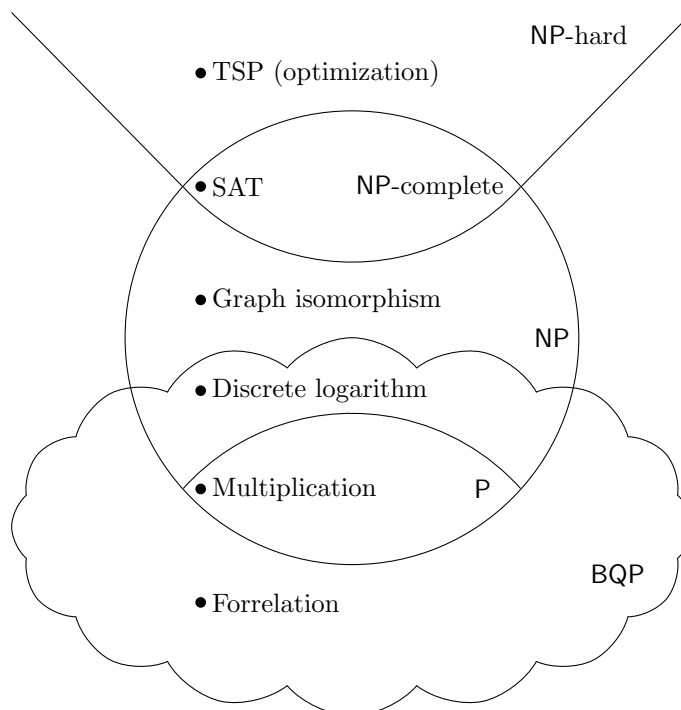 NP-hard
TSP (optimization)
SAT
NP-complete
Graph isomorphism
NP
Discrete logarithm
Multiplication
P
BQP
Forrelation